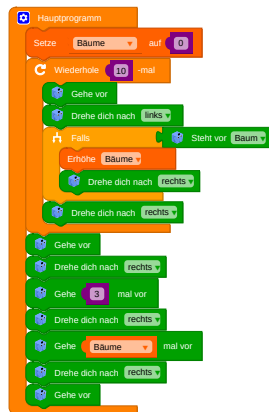 Hauptprogramm
Setze Bäume auf 0
Wiederhole 10 -mal
Gehe vor
Drehe dich nach links
Falls Steht vor Baum
Erhöhe Bäume
Drehe dich nach rechts
Drehe dich nach rechts
Gehe vor
Drehe dich nach rechts
Gehe 3 mal vor
Drehe dich nach rechts
Gehe Bäume mal vor
Drehe dich nach rechts
Gehe vor